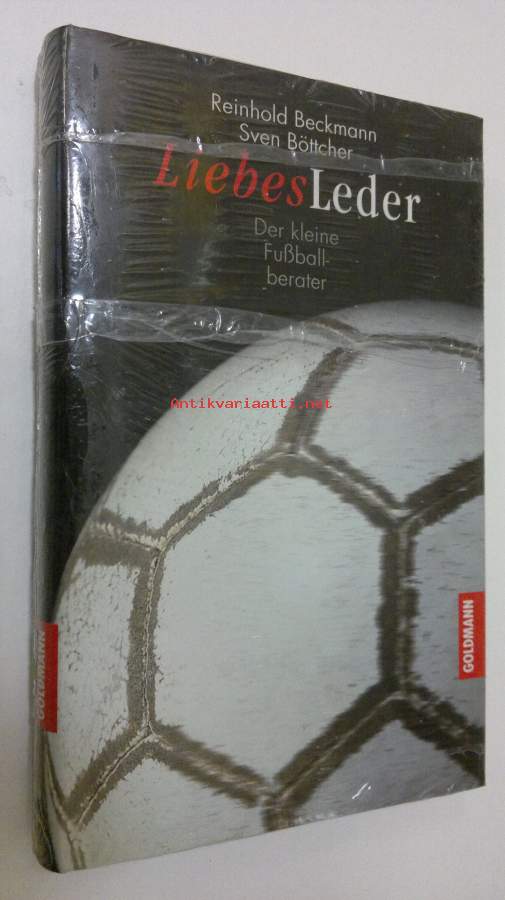 Reinhold Beckmann
Sven Böttcher
LiebesLeder
Der kleine
Fußball-
berater
Antikvariaatti.net
GOLDMANN
GOLDMANN